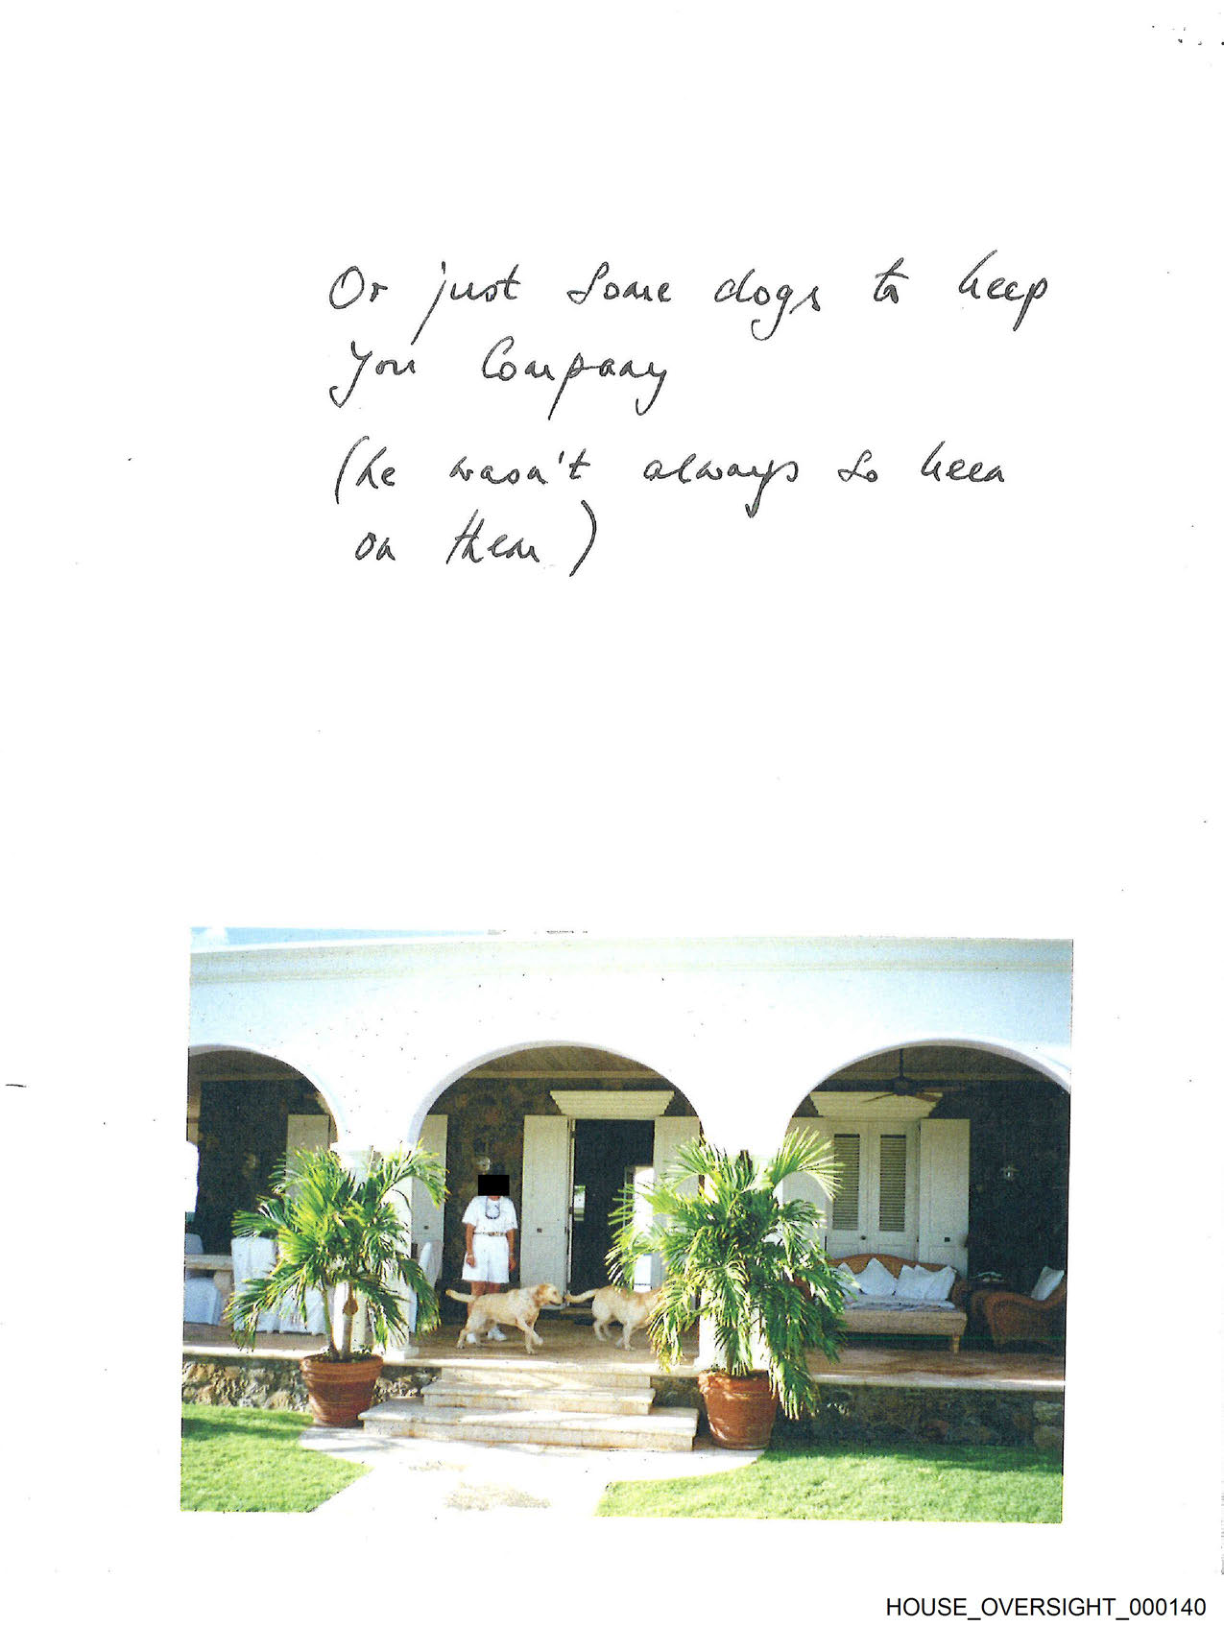 Or just some dogs to keep
you Company
(he wasn't always so keen
on them)
HOUSE_OVERSIGHT_000140